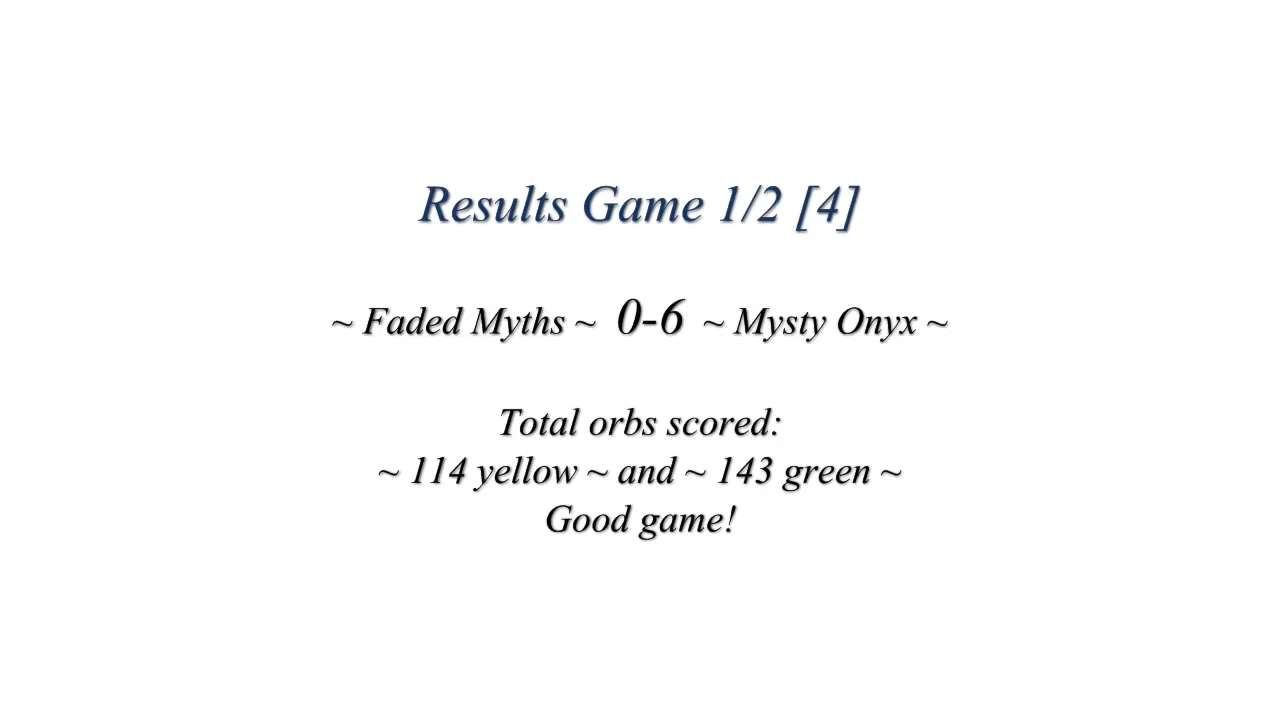 Results Game 1/2 [4]
~ Faded Myths ~ 0-6 ~ Mysty Onyx ~
Total orbs scored:
~ 114 yellow ~ and ~ 143 green ~
Good game!